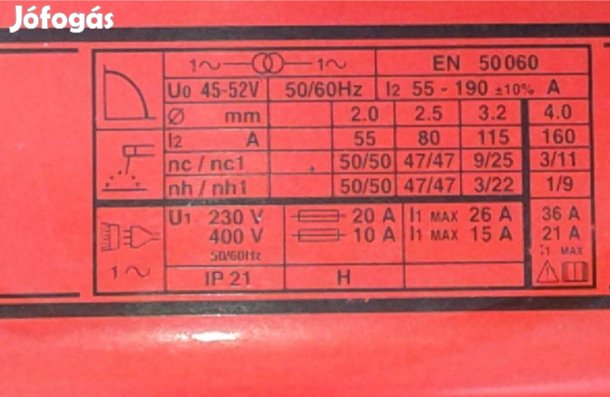 Jófogás
1~ 1~ EN 50060
U0 45-52V 50/60Hz I2 55 - 190 ±10% A
Ø mm 2.0 2.5 3.2 4.0
I2 A 55 80 115 160
nc / nc1 50/50 47/47 9/25 3/11
nh / nh1 50/50 47/47 3/22 1/9
U1 230 V 20 A I1 MAX 26 A 36 A
400 V 10 A I1 MAX 15 A 21 A
50/60Hz I1 MAX
1~
IP 21 H